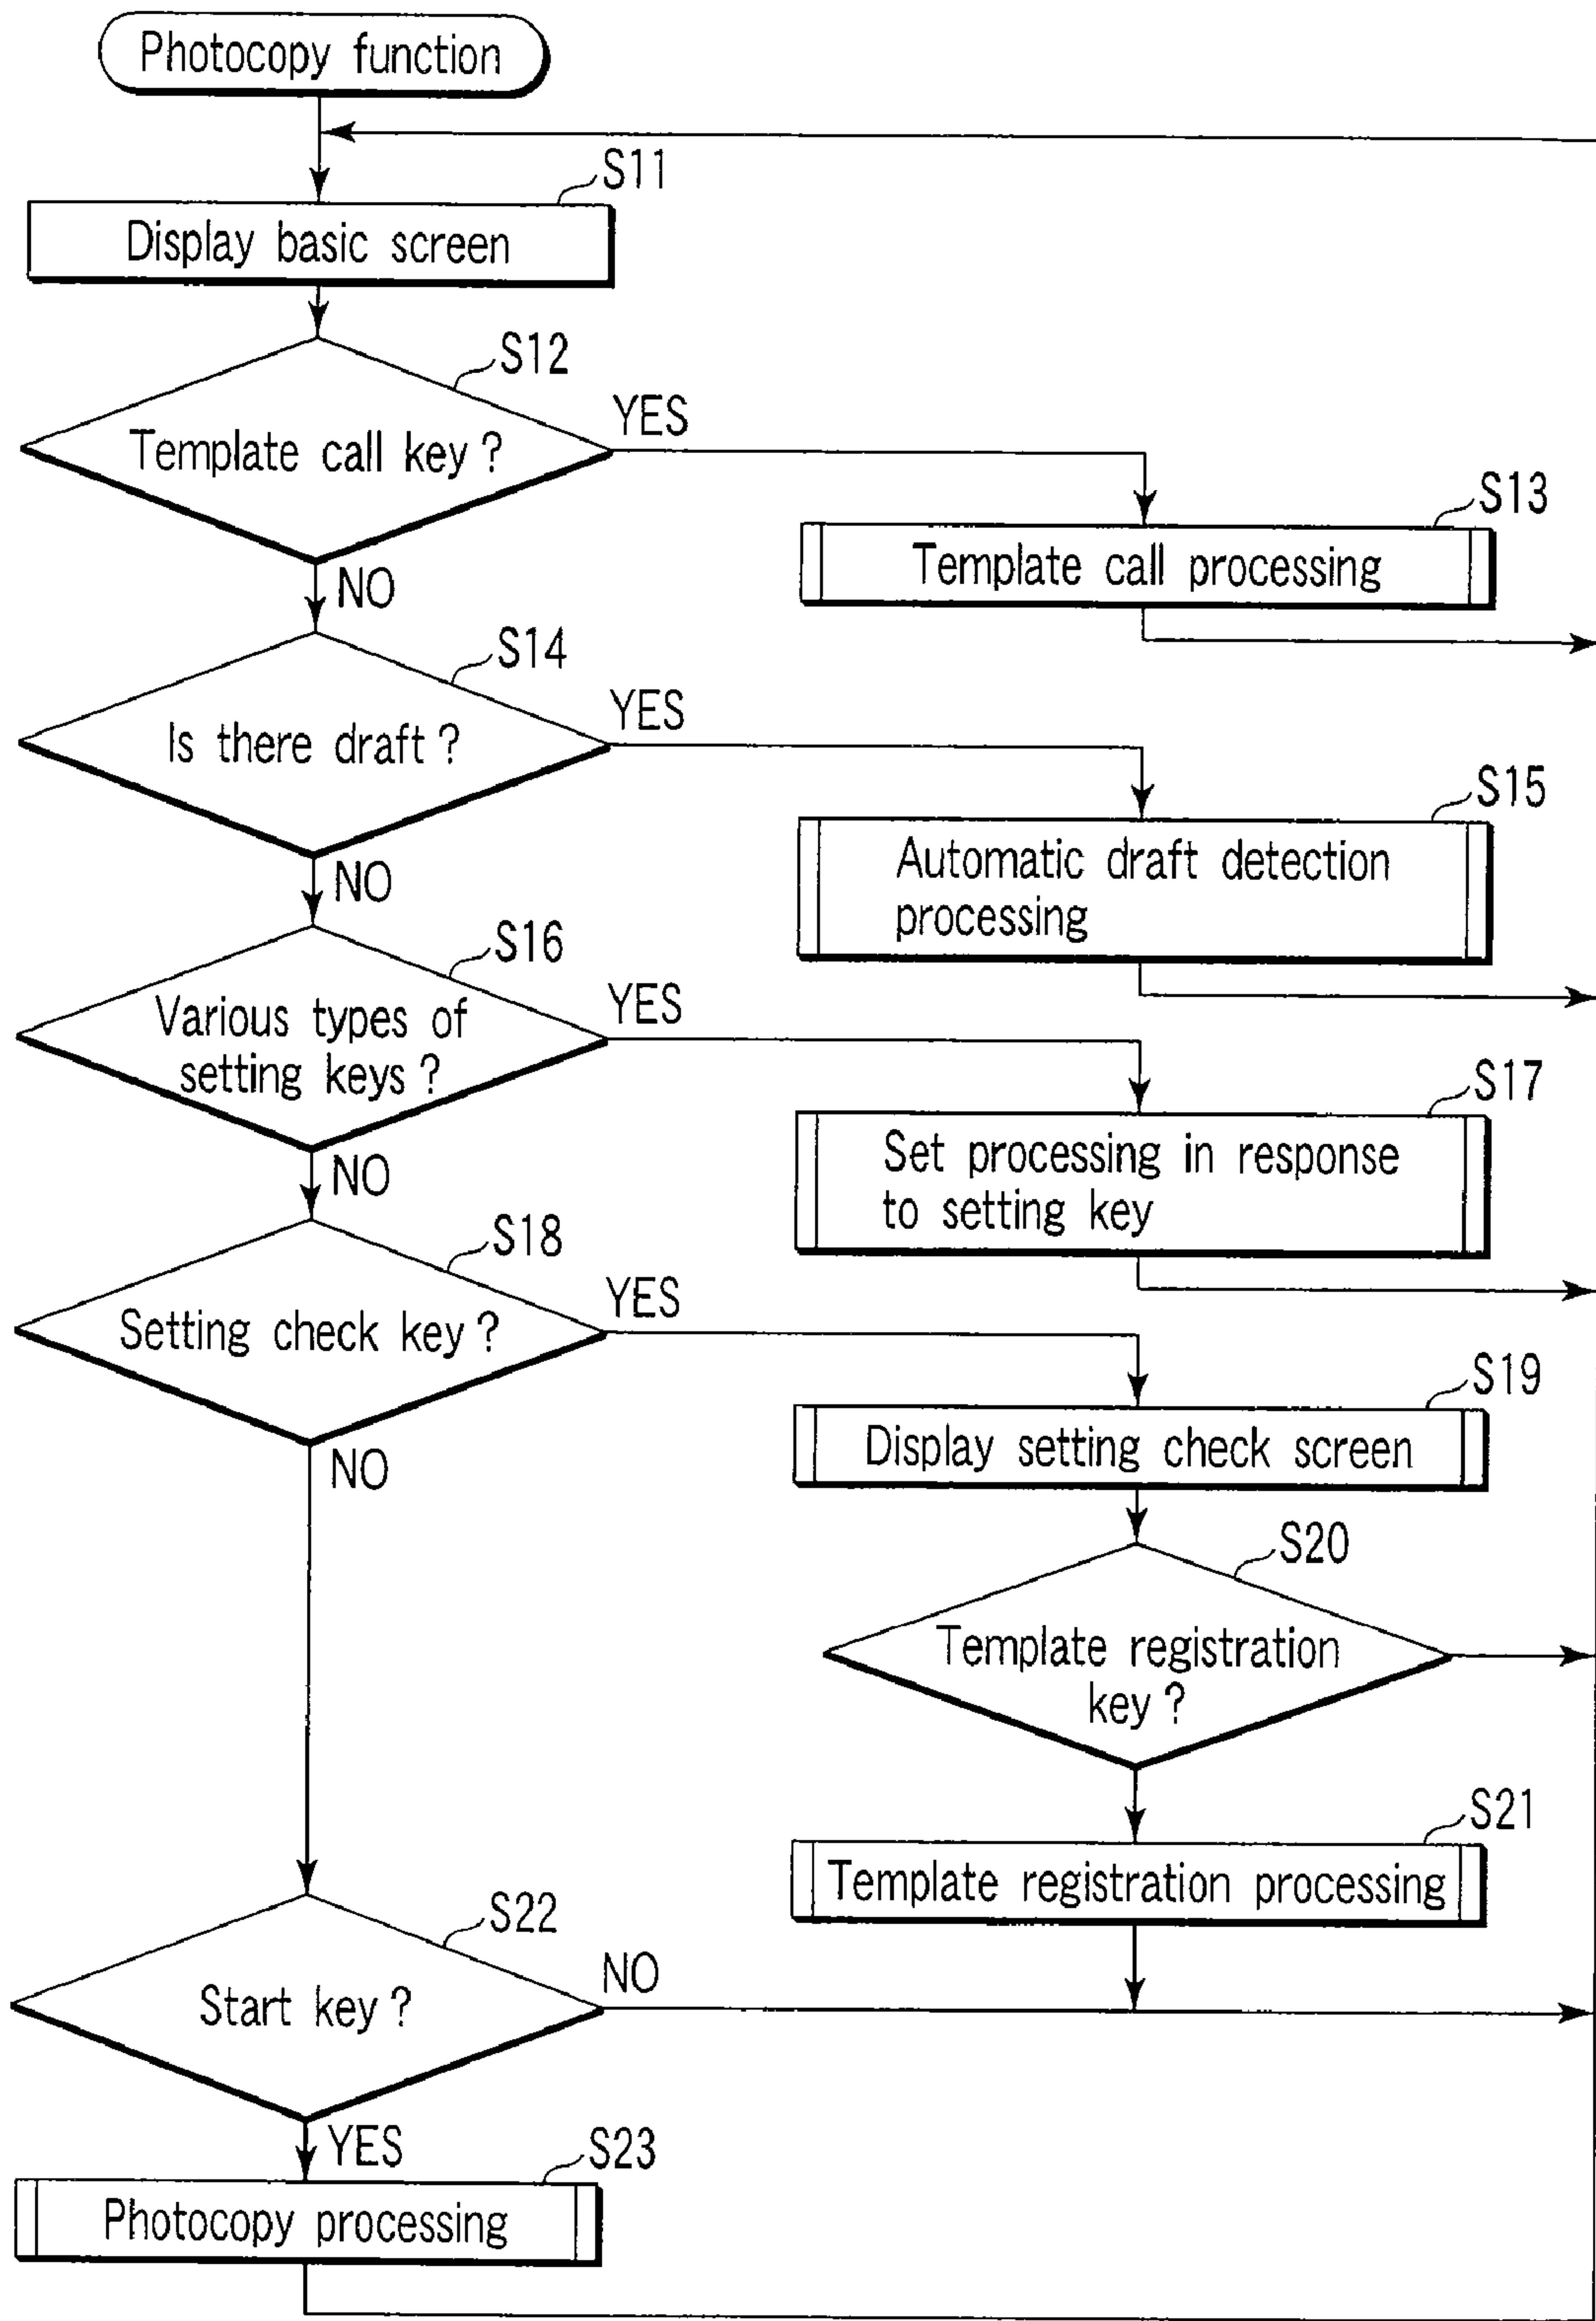 Photocopy function
S11
Display basic screen
S12
Template call key ?
YES
NO
S13
Template call processing
S14
Is there draft ?
YES
NO
S15
Automatic draft detection
processing
S16
Various types of
setting keys ?
YES
NO
S17
Set processing in response
to setting key
S18
Setting check key ?
YES
NO
S19
Display setting check screen
S20
Template registration
key ?
S21
Template registration processing
S22
Start key ?
NO
YES
S23
Photocopy processing